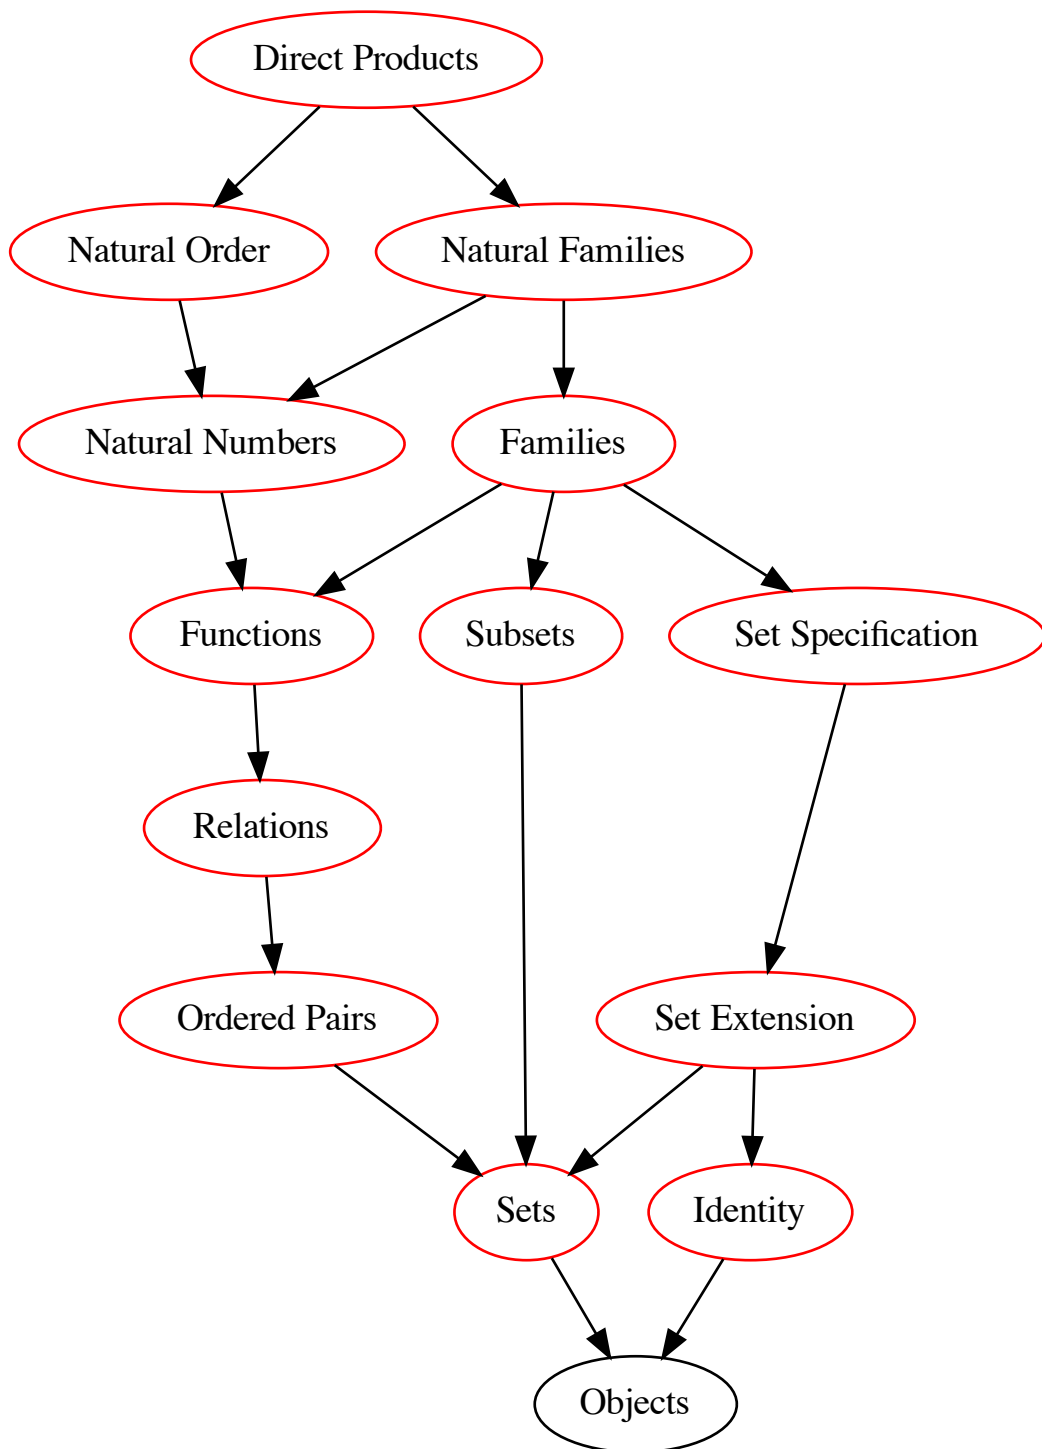 Direct Products
Natural Order
Natural Families
Natural Numbers
Families
Functions
Subsets
Set Specification
Relations
Ordered Pairs
Set Extension
Sets
Identity
Objects